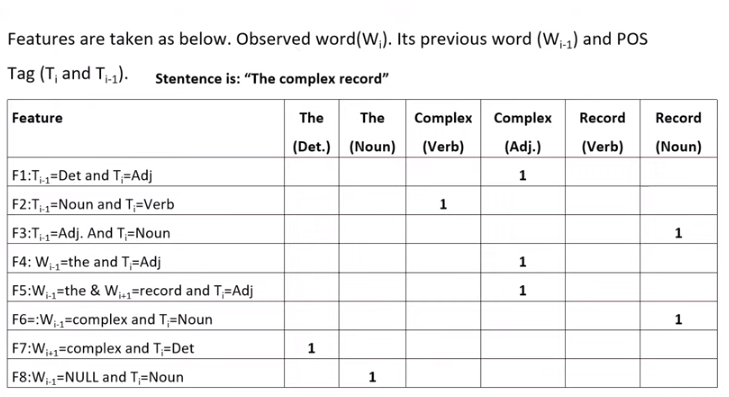 Features are taken as below. Observed word(Wᵢ). Its previous word (Wᵢ₋₁) and POS
Tag (Tᵢ and Tᵢ₋₁). Stentence is: “The complex record”
Feature The The Complex Complex Record Record
(Det.) (Noun) (Verb) (Adj.) (Verb) (Noun)
F1:Tᵢ₋₁=Det and Tᵢ=Adj 1
F2:Tᵢ₋₁=Noun and Tᵢ=Verb 1
F3:Tᵢ₋₁=Adj. And Tᵢ=Noun 1
F4: Wᵢ₋₁=the and Tᵢ=Adj 1
F5:Wᵢ₋₁=the & Wᵢ₊₁=record and Tᵢ=Adj 1
F6=:Wᵢ₋₁=complex and Tᵢ=Noun 1
F7:Wᵢ₊₁=complex and Tᵢ=Det 1
F8:Wᵢ₋₁=NULL and Tᵢ=Noun 1